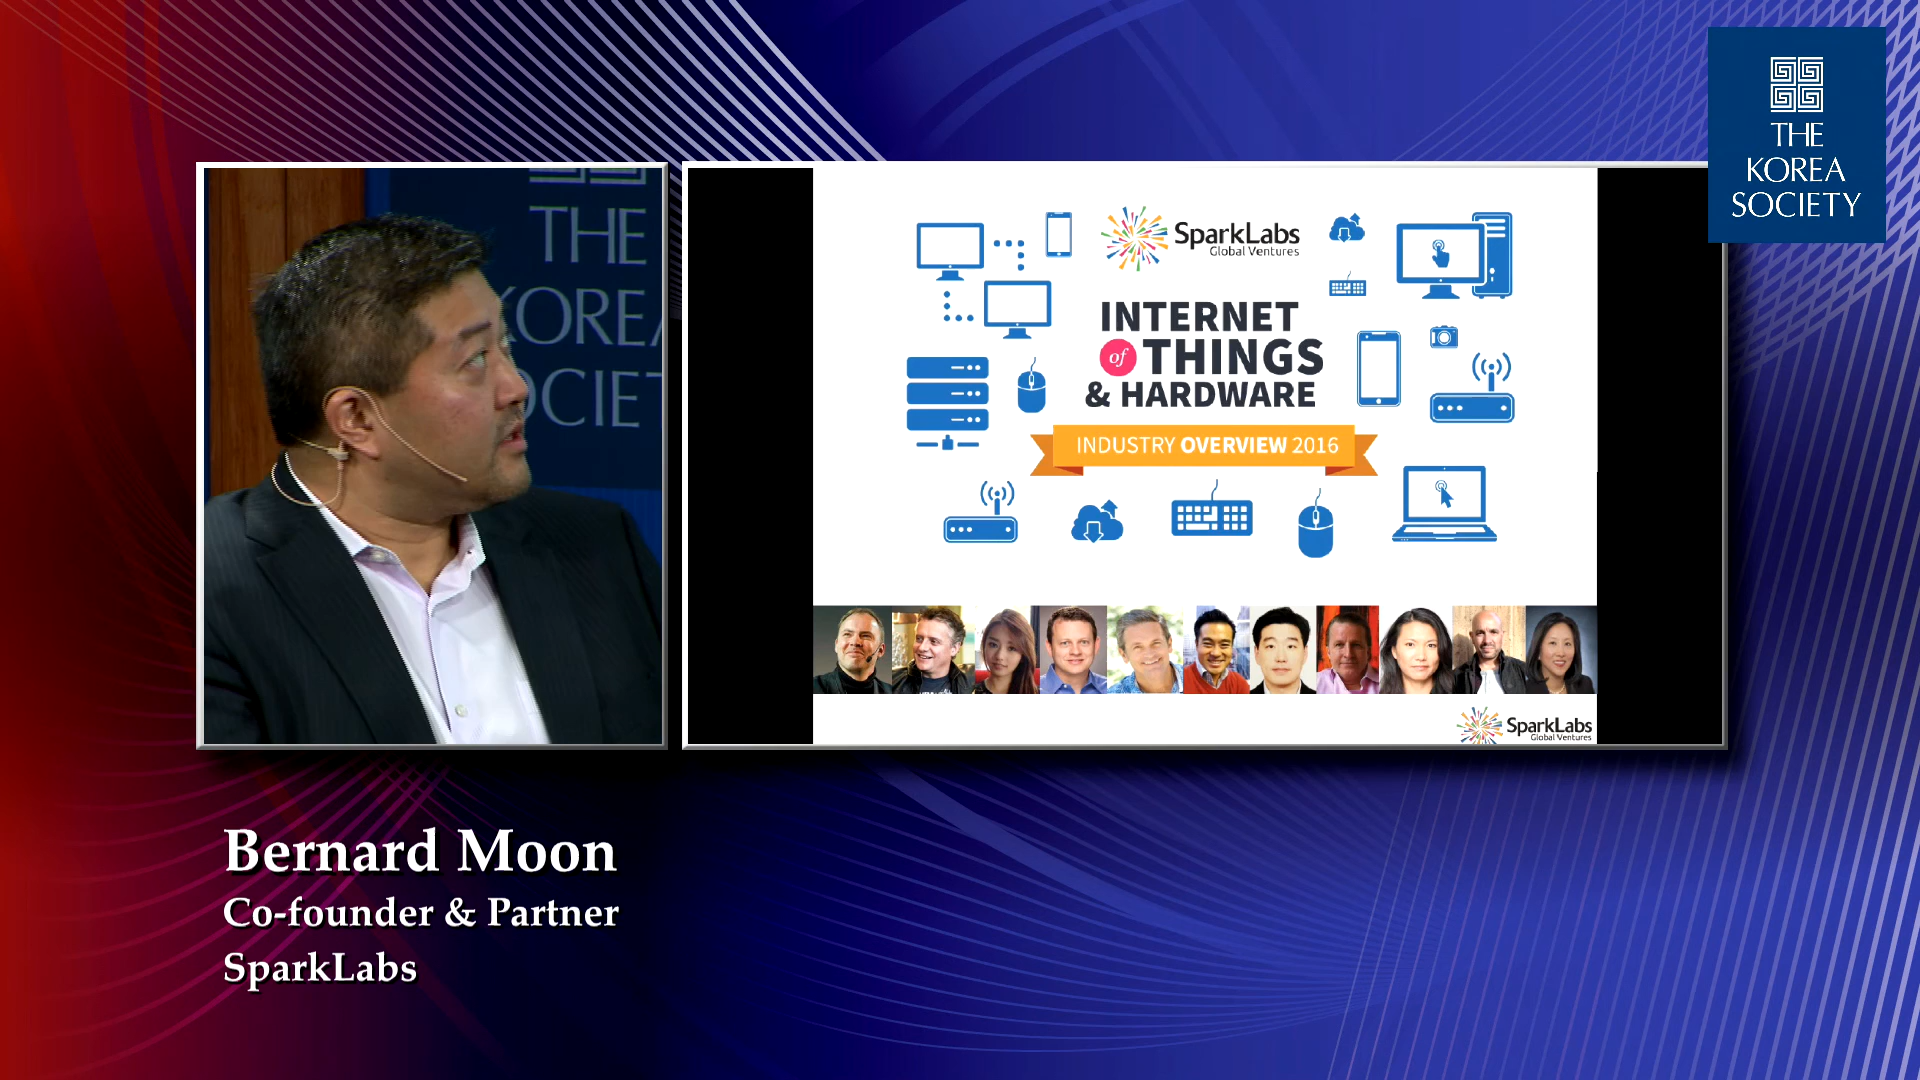 THE
KOREA
SOCIETY
THE
KOREA
SOCIET
SparkLabs
Global Ventures
INTERNET
of THINGS
& HARDWARE
INDUSTRY OVERVIEW 2016
SparkLabs
Global Ventures
Bernard Moon
Co-founder & Partner
SparkLabs